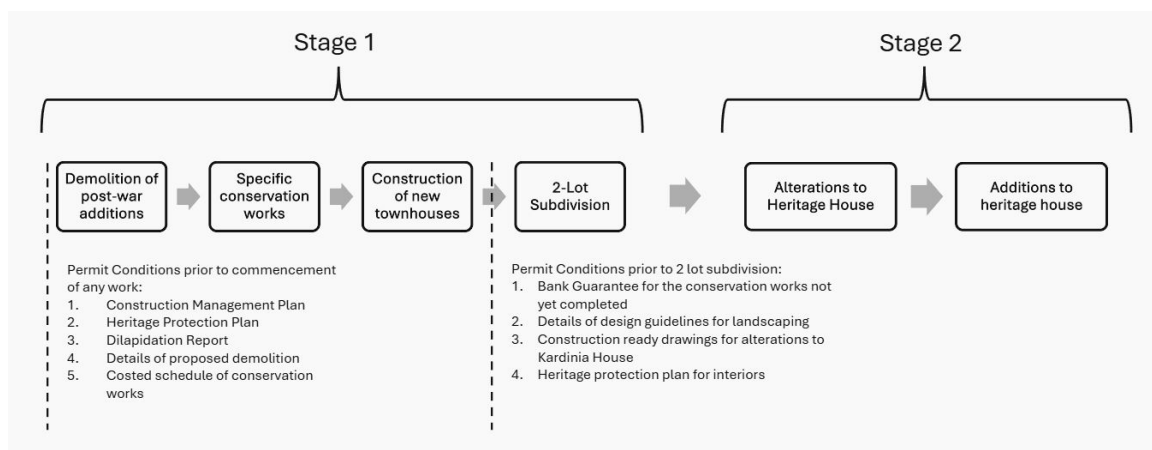 Stage 1
Stage 2
Demolition of
post-war
additions
Specific
conservation
works
Construction
of new
townhouses
2-Lot
Subdivision
Alterations to
Heritage House
Additions to
heritage house
Permit Conditions prior to commencement
of any work:
1. Construction Management Plan
2. Heritage Protection Plan
3. Dilapidation Report
4. Details of proposed demolition
5. Costed schedule of conservation
works
Permit Conditions prior to 2 lot subdivision:
1. Bank Guarantee for the conservation works not
yet completed
2. Details of design guidelines for landscaping
3. Construction ready drawings for alterations to
Kardinia House
4. Heritage protection plan for interiors